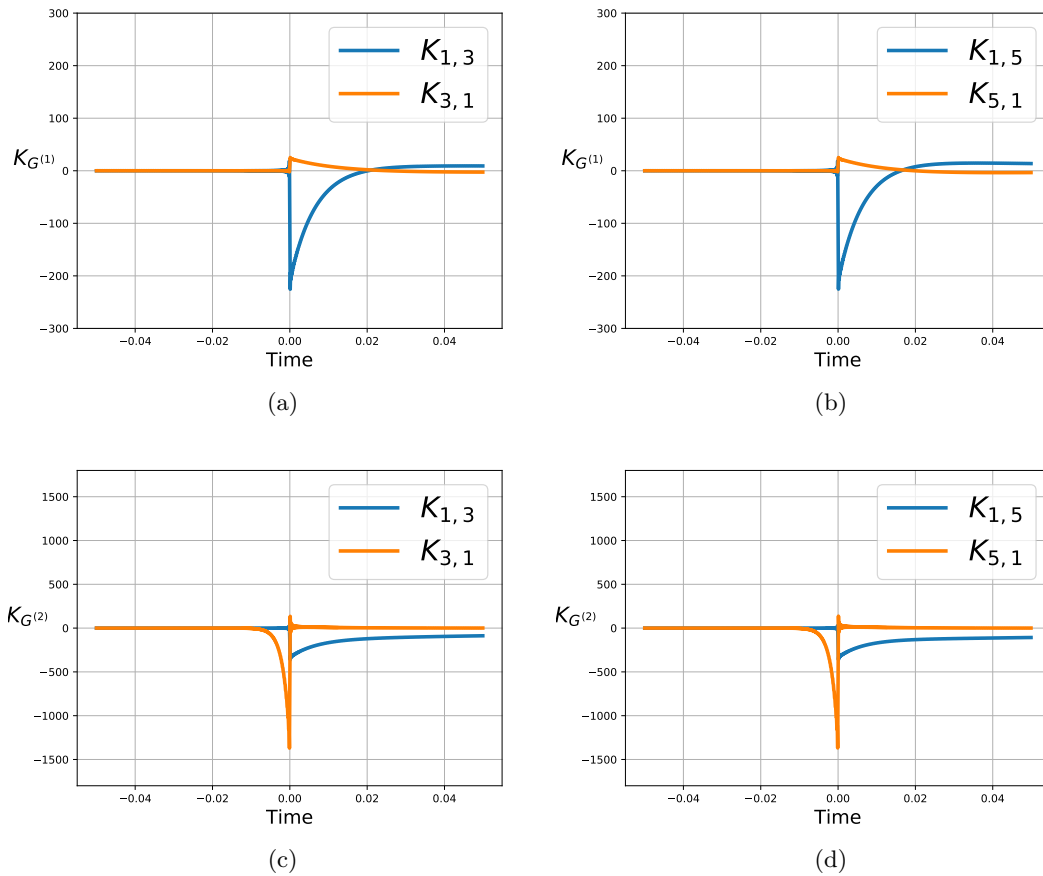 300
200
100
0
−100
−200
−300
K_{G^{(1)}}
K_{1,3}
K_{3,1}
−0.04
−0.02
0.00
0.02
0.04
Time
(a)
300
200
100
0
−100
−200
−300
K_{G^{(1)}}
K_{1,5}
K_{5,1}
−0.04
−0.02
0.00
0.02
0.04
Time
(b)
1500
1000
500
0
−500
−1000
−1500
K_{G^{(2)}}
K_{1,3}
K_{3,1}
−0.04
−0.02
0.00
0.02
0.04
Time
(c)
1500
1000
500
0
−500
−1000
−1500
K_{G^{(2)}}
K_{1,5}
K_{5,1}
−0.04
−0.02
0.00
0.02
0.04
Time
(d)